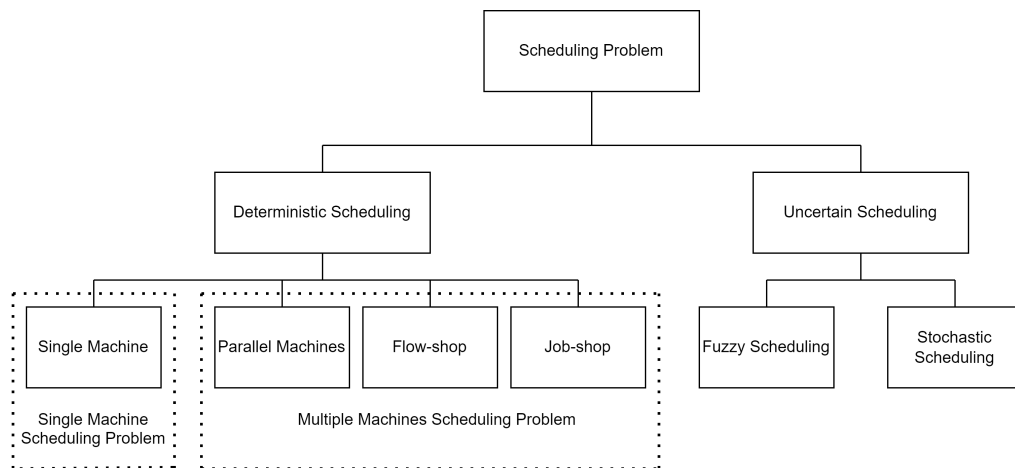 Scheduling Problem
Deterministic Scheduling
Uncertain Scheduling
Single Machine
Parallel Machines
Flow-shop
Job-shop
Fuzzy Scheduling
Stochastic
Scheduling
Single Machine
Scheduling Problem
Multiple Machines Scheduling Problem